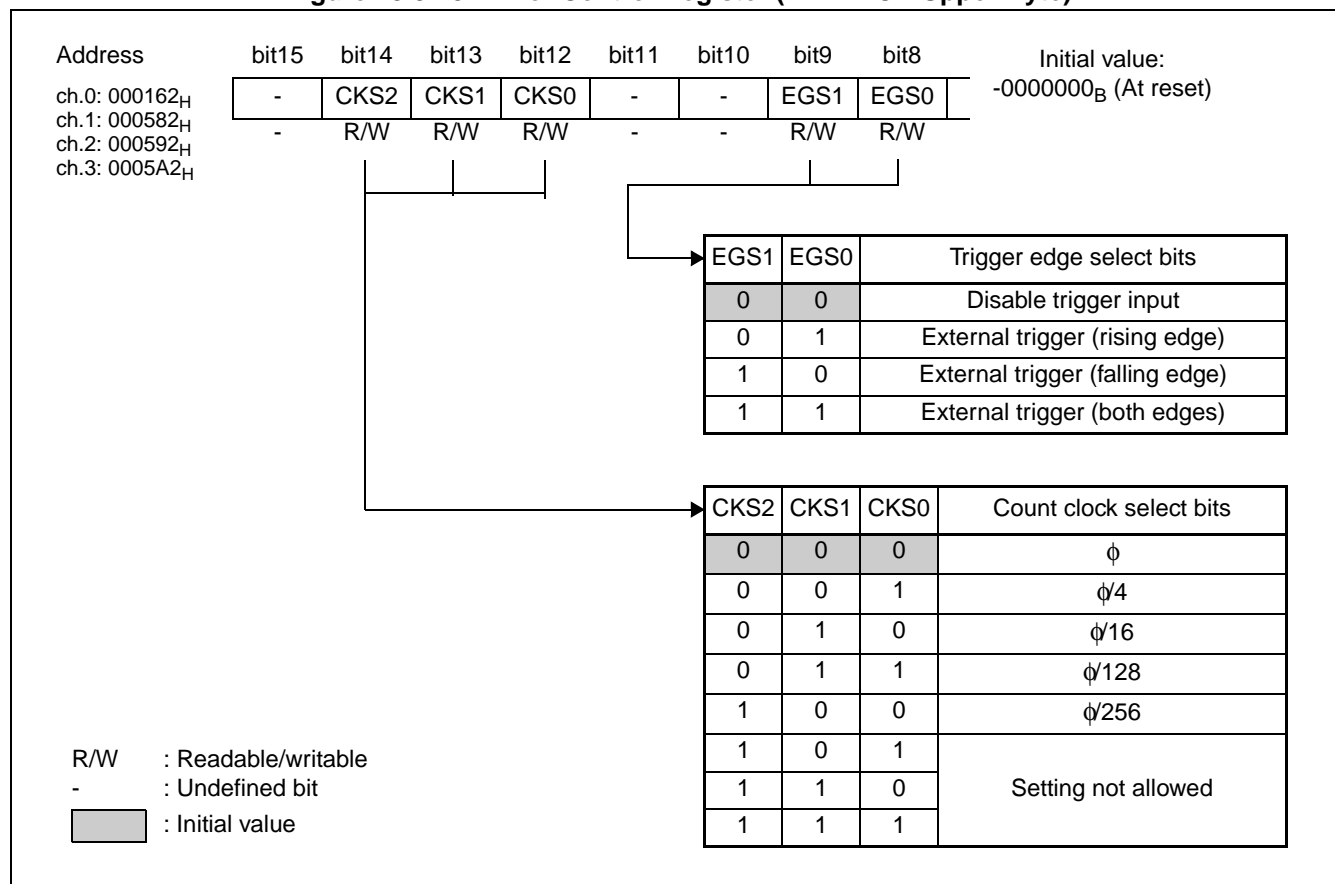 Address bit15 bit14 bit13 bit12 bit11 bit10 bit9 bit8 Initial value:
ch.0: 000162H - CKS2 CKS1 CKS0 - - EGS1 EGS0 -0000000B (At reset)
ch.1: 000582H - R/W R/W R/W - - R/W R/W
ch.2: 000592H
ch.3: 0005A2H
EGS1 EGS0 Trigger edge select bits
0 0 Disable trigger input
0 1 External trigger (rising edge)
1 0 External trigger (falling edge)
1 1 External trigger (both edges)
CKS2 CKS1 CKS0 Count clock select bits
0 0 0 ϕ
0 0 1 ϕ/4
0 1 0 ϕ/16
0 1 1 ϕ/128
1 0 0 ϕ/256
1 0 1
1 1 0 Setting not allowed
1 1 1
R/W : Readable/writable
- : Undefined bit
: Initial value